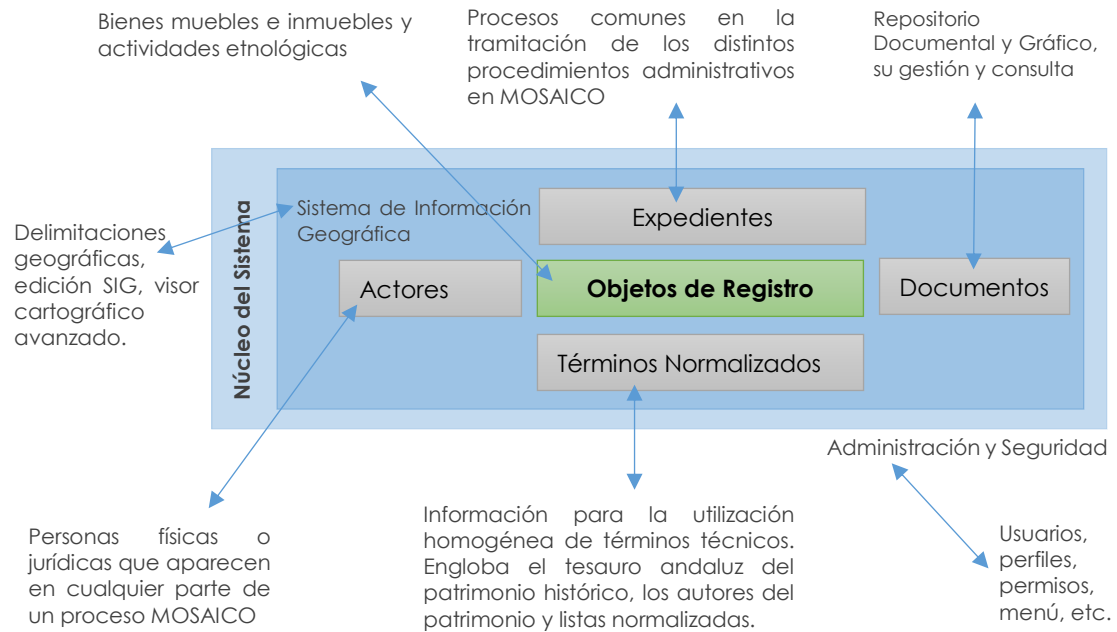 Bienes muebles e inmuebles y
actividades etnológicas
Procesos comunes en la
tramitación de los distintos
procedimientos administrativos
en MOSAICO
Repositorio
Documental y Gráfico,
su gestión y consulta
Delimitaciones
geográficas,
edición SIG, visor
cartográfico
avanzado.
Núcleo del Sistema
Sistema de Información
Geográfica
Expedientes
Actores
Objetos de Registro
Documentos
Términos Normalizados
Administración y Seguridad
Personas físicas o
jurídicas que aparecen
en cualquier parte de
un proceso MOSAICO
Información para la utilización
homogénea de términos técnicos.
Engloba el tesauro andaluz del
patrimonio histórico, los autores del
patrimonio y listas normalizadas.
Usuarios,
perfiles,
permisos,
menú, etc.